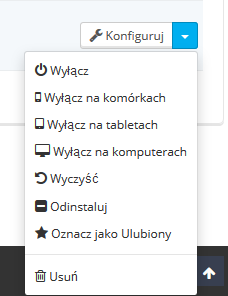 Konfiguruj
Wyłącz
Wyłącz na komórkach
Wyłącz na tabletach
Wyłącz na komputerach
Wyczyść
Odinstaluj
Oznacz jako Ulubiony
Usuń